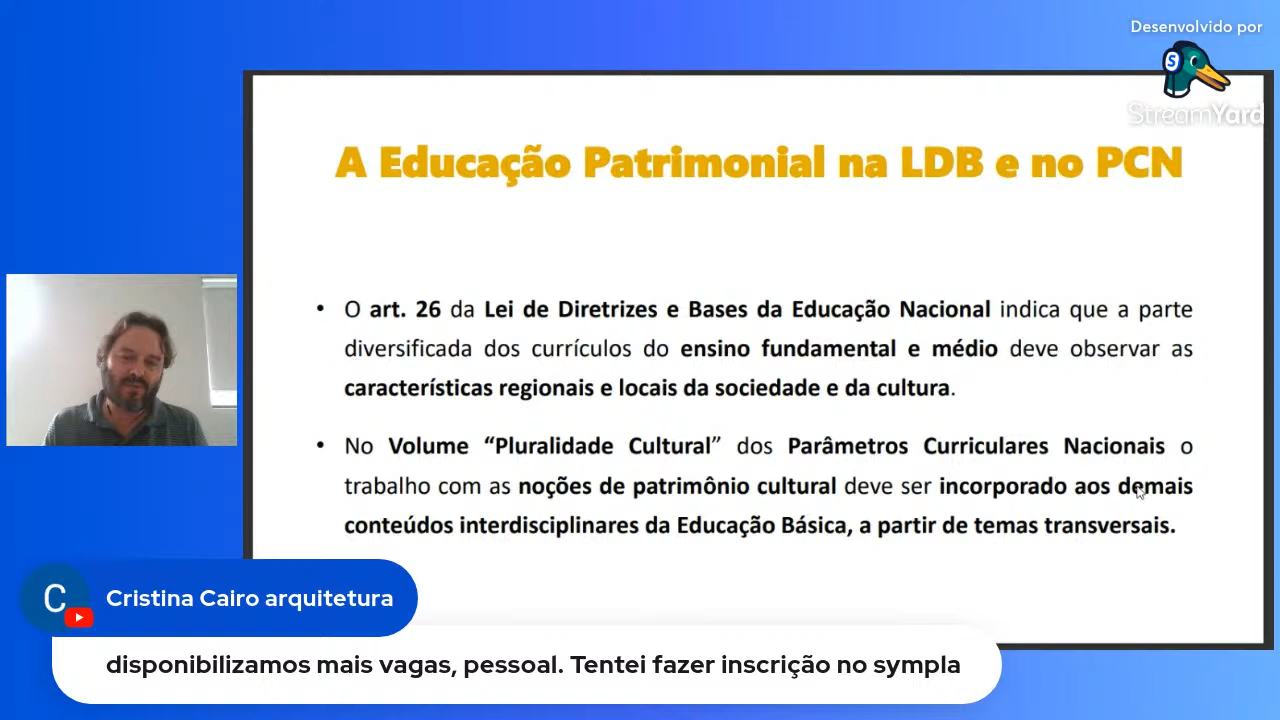 Desenvolvido por
S
StreamYard
A Educação Patrimonial na LDB e no PCN
• O art. 26 da Lei de Diretrizes e Bases da Educação Nacional indica que a parte
diversificada dos currículos do ensino fundamental e médio deve observar as
características regionais e locais da sociedade e da cultura.
• No Volume “Pluralidade Cultural” dos Parâmetros Curriculares Nacionais o
trabalho com as noções de patrimônio cultural deve ser incorporado aos demais
conteúdos interdisciplinares da Educação Básica, a partir de temas transversais.
C
Cristina Cairo arquitetura
disponibilizamos mais vagas, pessoal. Tentei fazer inscrição no sympla